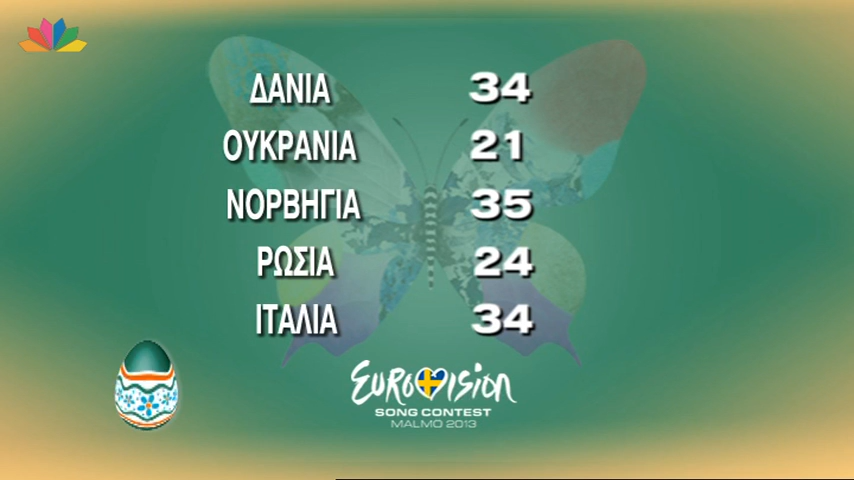 ΔΑΝΙΑ 34
ΟΥΚΡΑΝΙΑ 21
ΝΟΡΒΗΓΙΑ 35
ΡΩΣΙΑ 24
ΙΤΑΛΙΑ 34
EUROVISION
SONG CONTEST
MALMÖ 2013